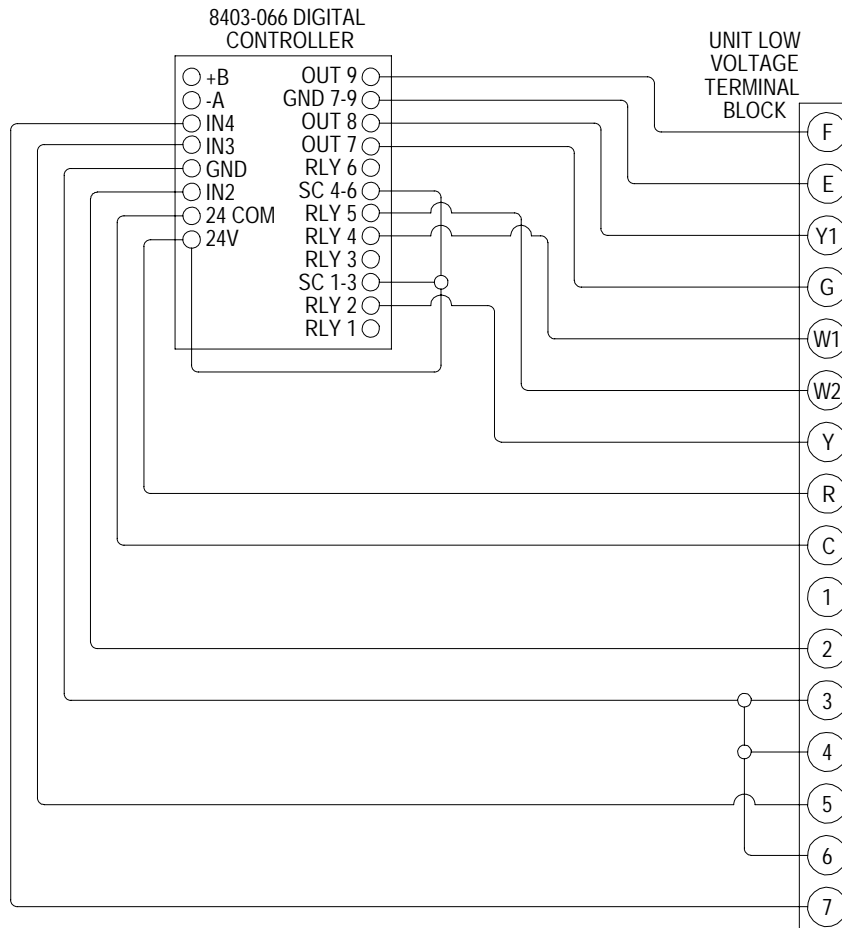 8403-066 DIGITAL
CONTROLLER
+B
-A
IN4
IN3
GND
IN2
24 COM
24V
OUT 9
GND 7-9
OUT 8
OUT 7
RLY 6
SC 4-6
RLY 5
RLY 4
RLY 3
SC 1-3
RLY 2
RLY 1
UNIT LOW
VOLTAGE
TERMINAL
BLOCK
F
E
Y1
G
W1
W2
Y
R
C
1
2
3
4
5
6
7